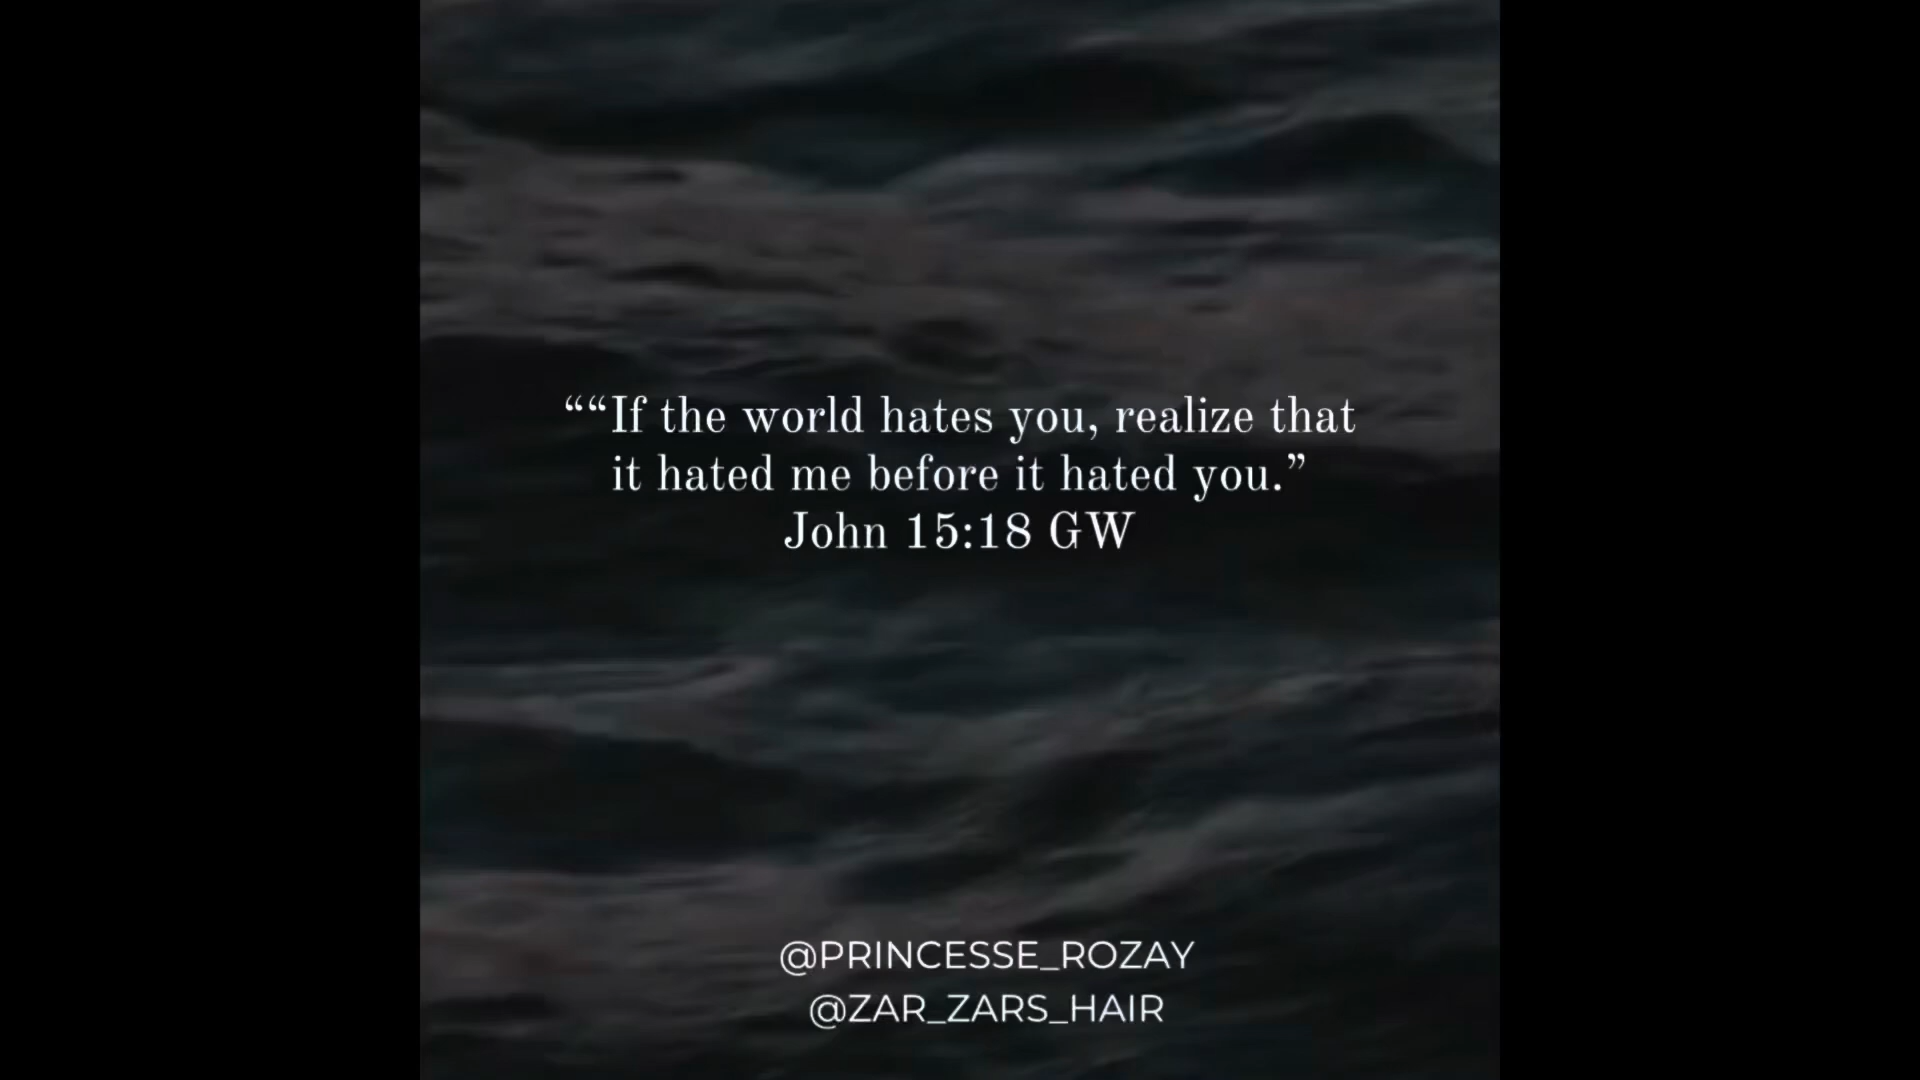 ““If the world hates you, realize that
it hated me before it hated you.”
John 15:18 GW
@PRINCESSE_ROZAY
@ZAR_ZARS_HAIR